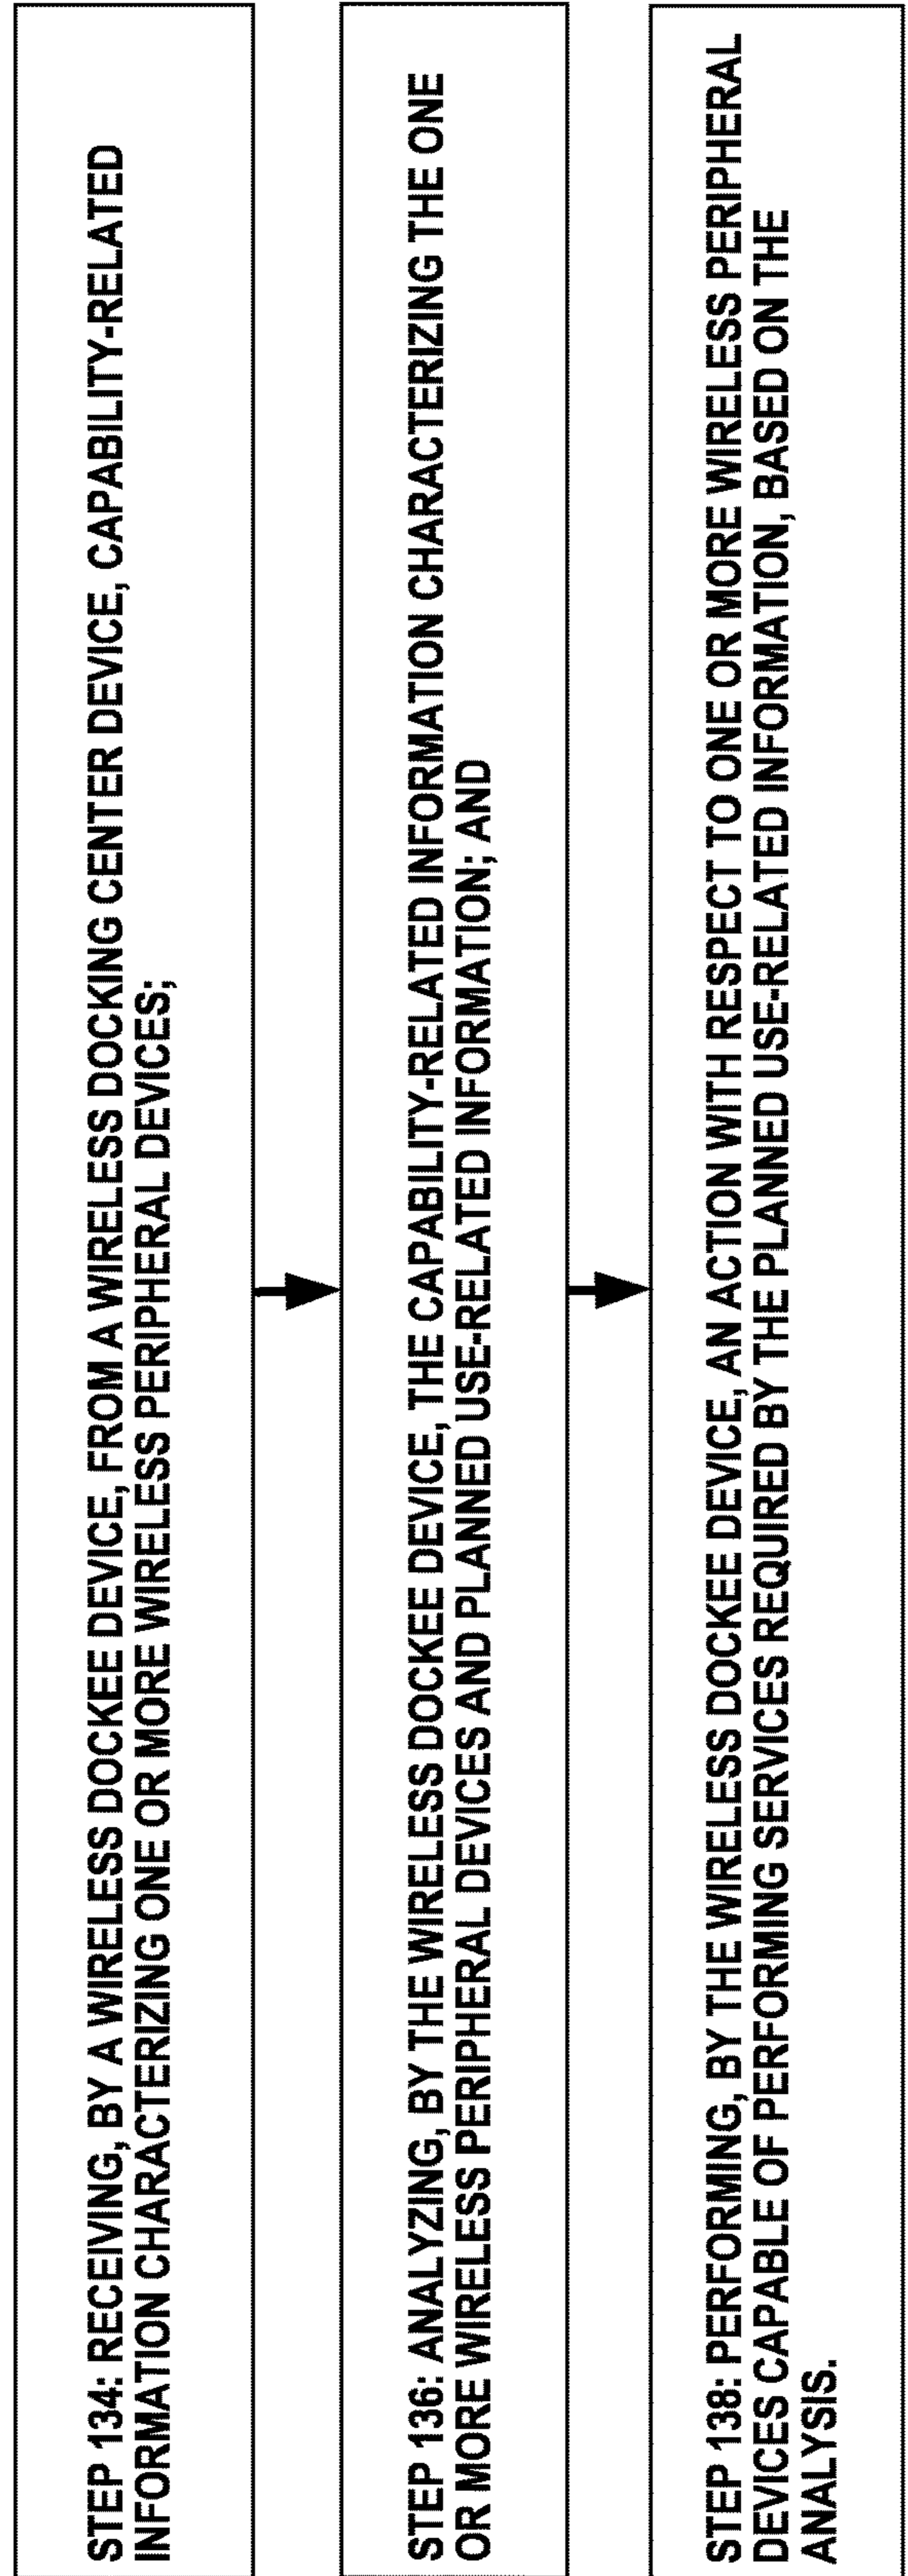 STEP 134: RECEIVING, BY A WIRELESS DOCKEE DEVICE, FROM A WIRELESS DOCKING CENTER DEVICE, CAPABILITY-RELATED
INFORMATION CHARACTERIZING ONE OR MORE WIRELESS PERIPHERAL DEVICES;
STEP 136: ANALYZING, BY THE WIRELESS DOCKEE DEVICE, THE CAPABILITY-RELATED INFORMATION CHARACTERIZING THE ONE
OR MORE WIRELESS PERIPHERAL DEVICES AND PLANNED USE-RELATED INFORMATION; AND
STEP 138: PERFORMING, BY THE WIRELESS DOCKEE DEVICE, AN ACTION WITH RESPECT TO ONE OR MORE WIRELESS PERIPHERAL
DEVICES CAPABLE OF PERFORMING SERVICES REQUIRED BY THE PLANNED USE-RELATED INFORMATION, BASED ON THE
ANALYSIS.